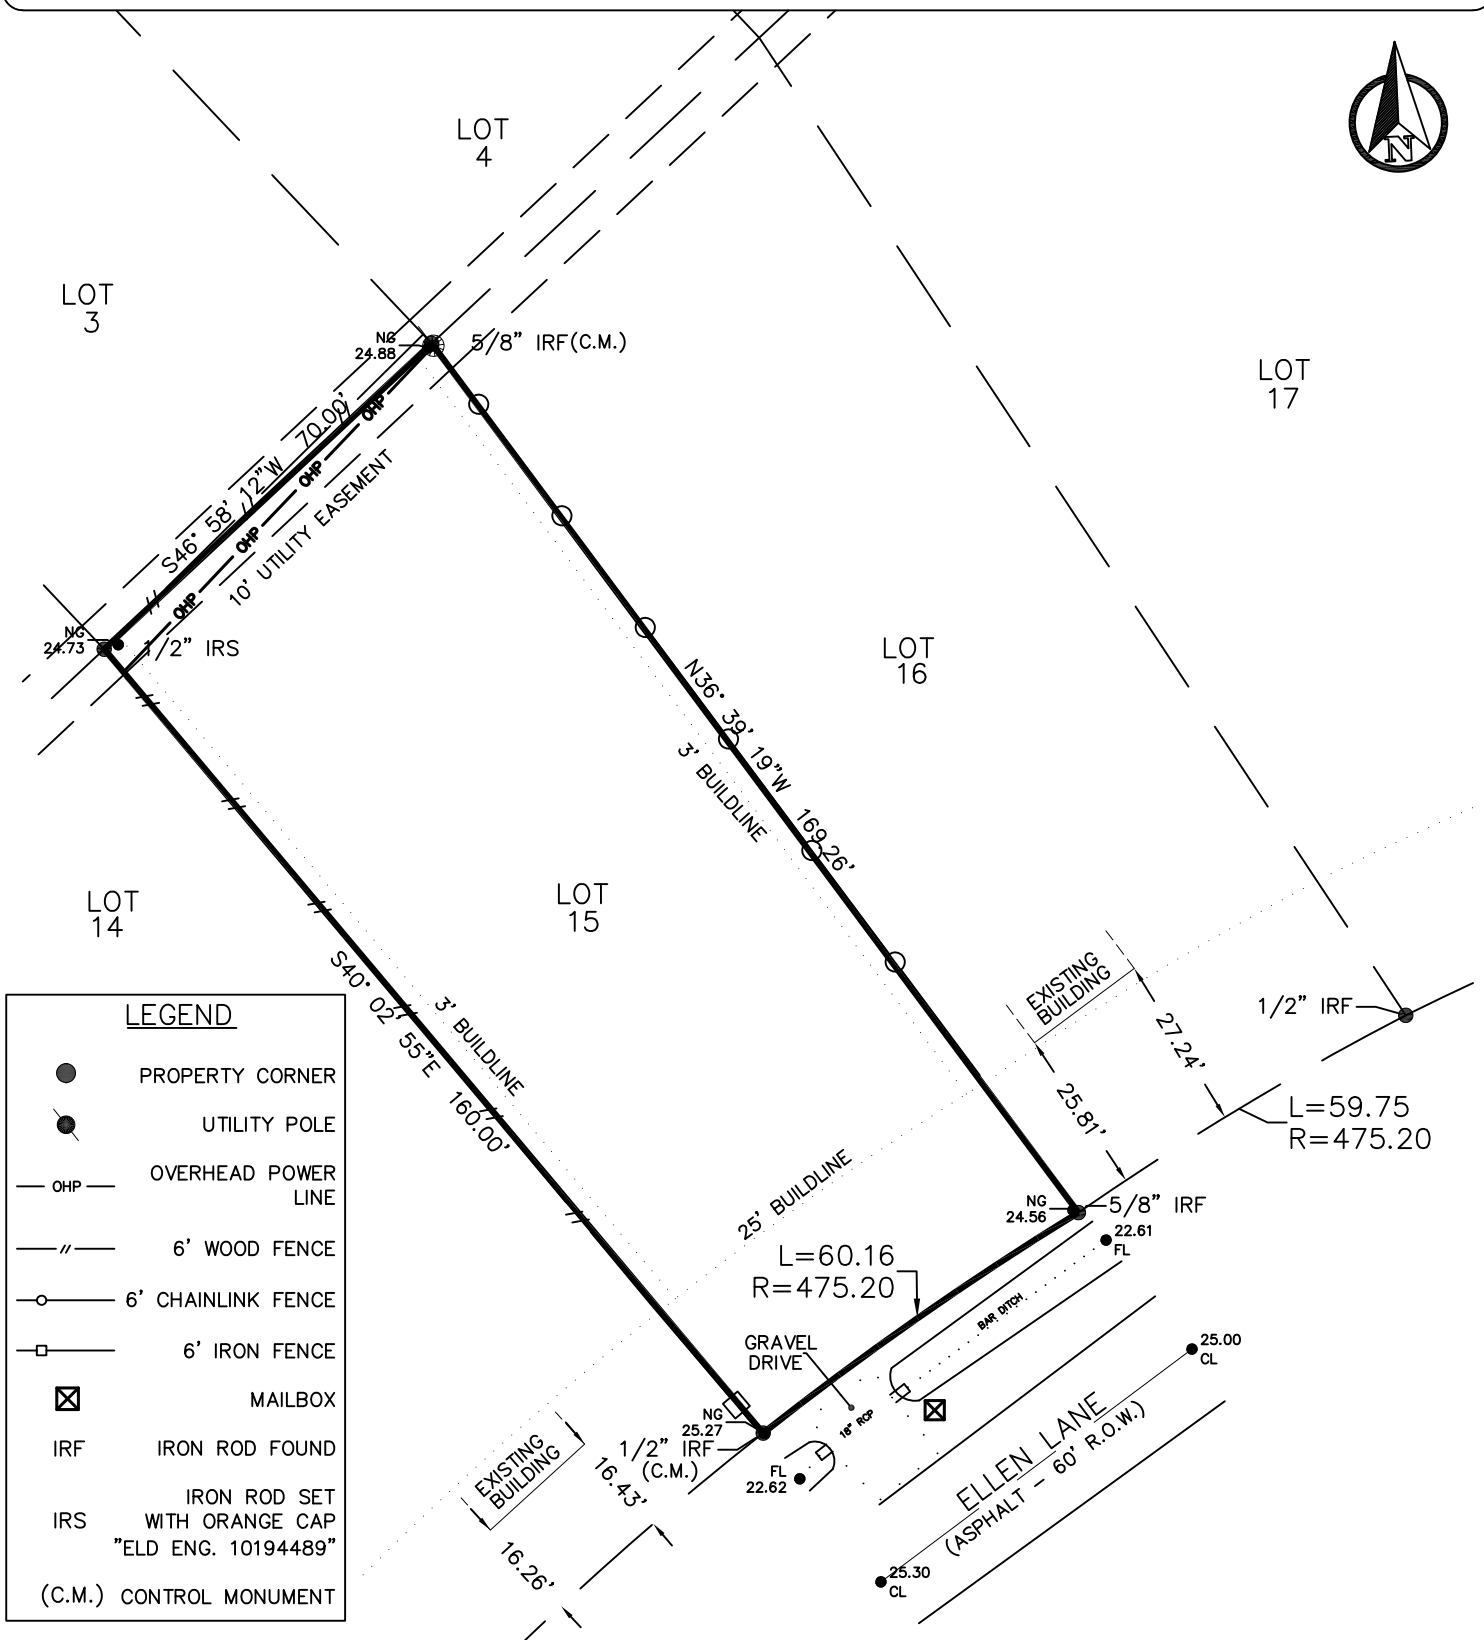 LOT
4
N
LOT
3
NG
24.88
5/8" IRF(C.M.)
LOT
17
S46° 58' 12"W 70.00'
OHP
OHP
OHP
OHP
10' UTILITY EASEMENT
NG
24.73
1/2" IRS
LOT
16
N36° 39' 19"W 169.26'
3' BUILDLINE
LOT
14
LOT
15
S40° 02' 55"E 160.00'
3' BUILDLINE
EXISTING
BUILDING
27.24'
25.81'
1/2" IRF
L=59.75
R=475.20
25' BUILDLINE
NG
24.56
5/8" IRF
22.61
FL
L=60.16
R=475.20
BAR DITCH
GRAVEL
DRIVE
18" RCP
25.00
CL
NG
25.27
1/2" IRF
(C.M.)
FL
22.62
EXISTING
BUILDING
16.43'
16.26'
ELLEN LANE
(ASPHALT - 60' R.O.W.)
25.30
CL
LEGEND
PROPERTY CORNER
UTILITY POLE
OHP
OVERHEAD POWER
LINE
6' WOOD FENCE
6' CHAINLINK FENCE
6' IRON FENCE
MAILBOX
IRF IRON ROD FOUND
IRON ROD SET
IRS WITH ORANGE CAP
"ELD ENG. 10194489"
(C.M.) CONTROL MONUMENT